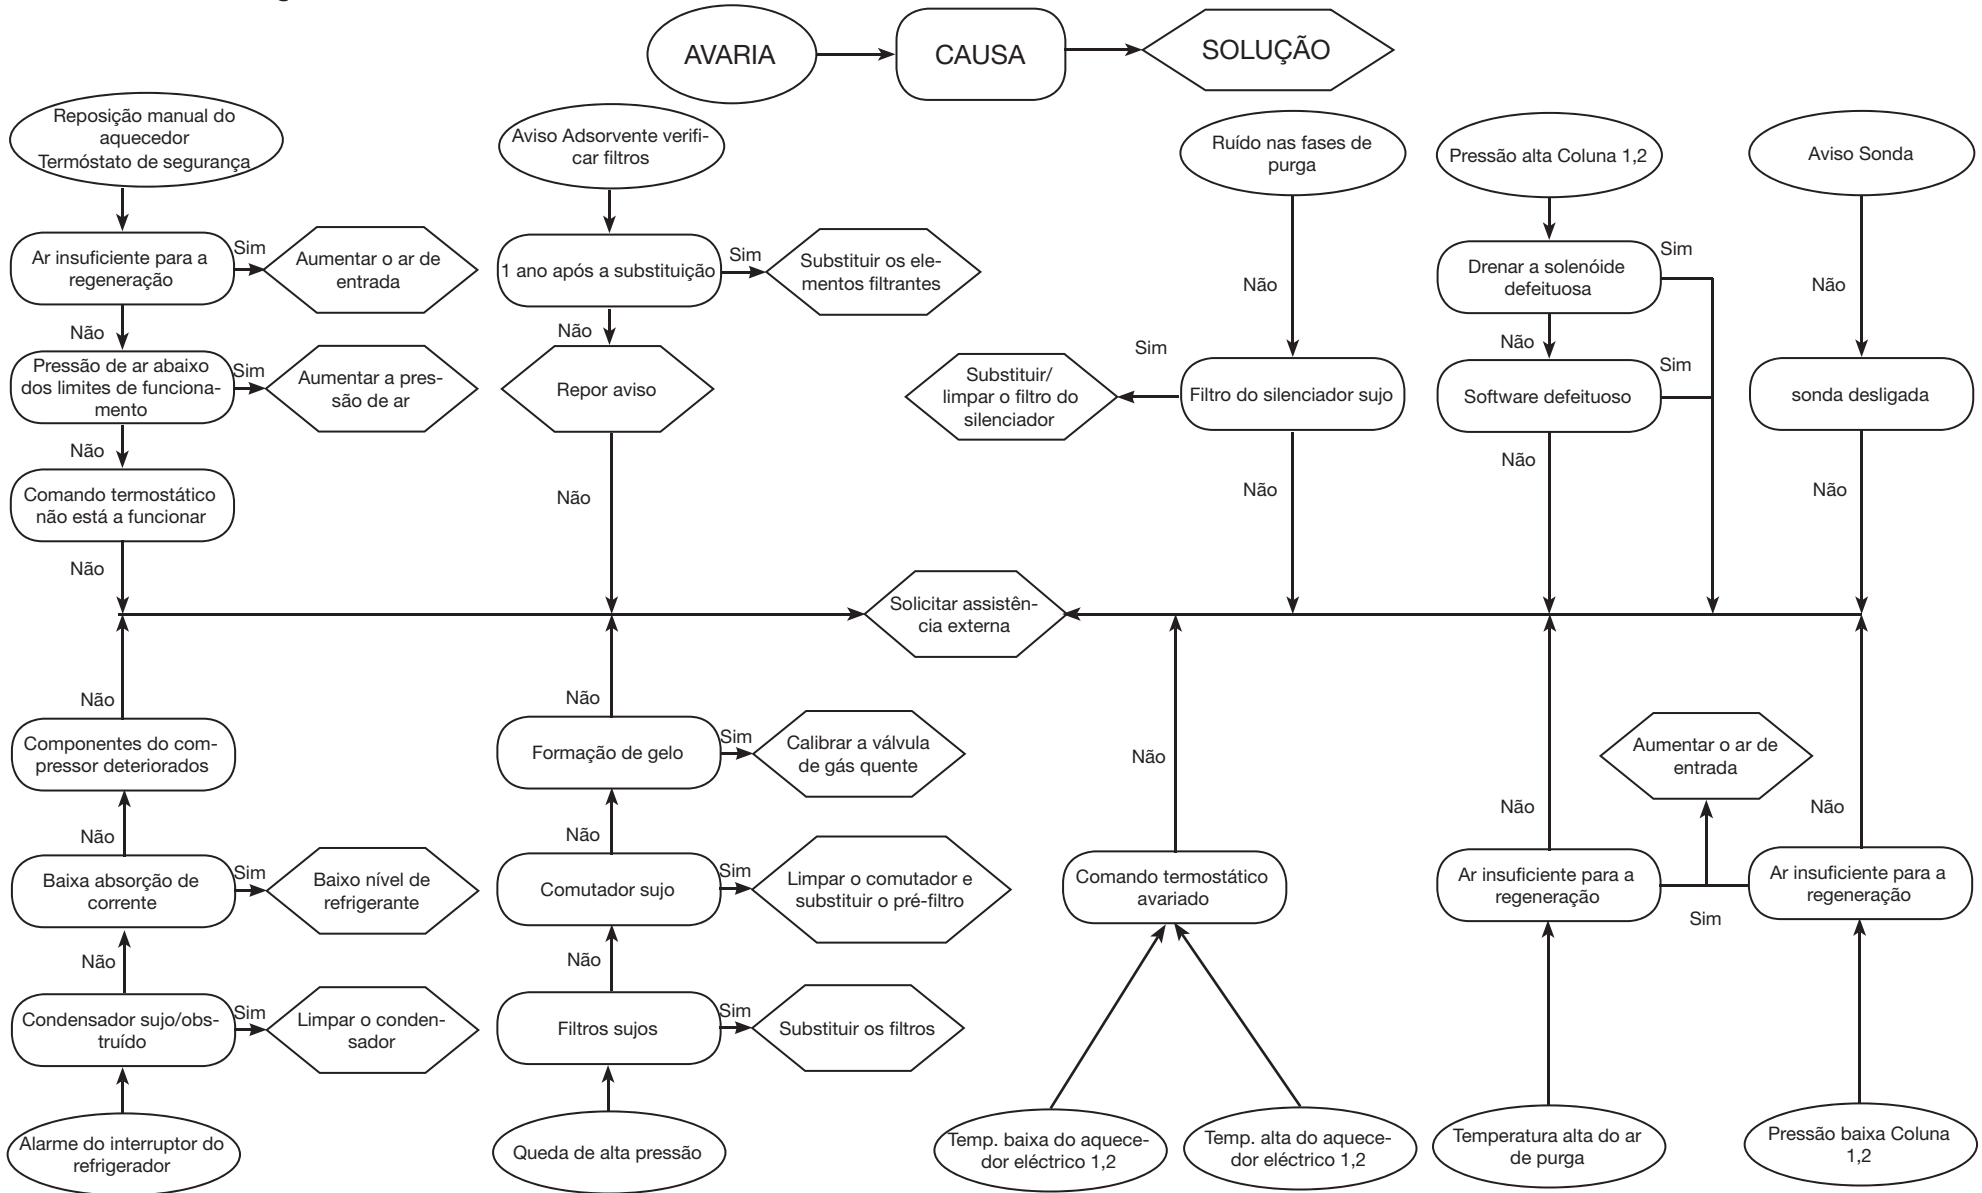 AVARIA
CAUSA
SOLUÇÃO
Reposição manual do
aquecedor
Termóstato de segurança
Aviso Adsorvente verifi-
car filtros
Ruído nas fases de
purga
Pressão alta Coluna 1,2
Aviso Sonda
Ar insuficiente para a
regeneração
Sim
Aumentar o ar de
entrada
1 ano após a substituição
Sim
Substituir os ele-
mentos filtrantes
Não
Drenar a solenóide
defeituosa
Sim
Não
Não
Pressão de ar abaixo
dos limites de funciona-
mento
Sim
Aumentar a pres-
são de ar
Não
Repor aviso
Substituir/
limpar o filtro do
silenciador
Sim
Filtro do silenciador sujo
Não
Software defeituoso
Sim
sonda desligada
Não
Comando termostático
não está a funcionar
Não
Não
Não
Não
Não
Solicitar assistên-
cia externa
Não
Componentes do com-
pressor deteriorados
Não
Formação de gelo
Sim
Calibrar a válvula
de gás quente
Não
Aumentar o ar de
entrada
Não
Não
Não
Baixa absorção de
corrente
Sim
Baixo nível de
refrigerante
Não
Comutador sujo
Sim
Limpar o comutador e
substituir o pré-filtro
Comando termostático
avariado
Ar insuficiente para a
regeneração
Sim
Ar insuficiente para a
regeneração
Não
Condensador sujo/obs-
truído
Sim
Limpar o conden-
sador
Não
Filtros sujos
Sim
Substituir os filtros
Alarme do interruptor do
refrigerador
Queda de alta pressão
Temp. baixa do aquece-
dor eléctrico 1,2
Temp. alta do aquece-
dor eléctrico 1,2
Temperatura alta do ar
de purga
Pressão baixa Coluna
1,2